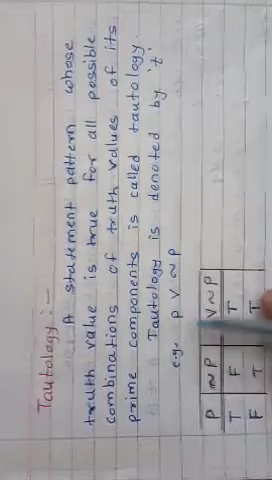 Tautology :-
A statement pattern whose
truth value is true for all possible
combinations of truth values of its
prime components is called tautology.
Tautology is denoted by 't'
e.g. p ∨ ~p
P ~P P∨~P
T F T
F T T